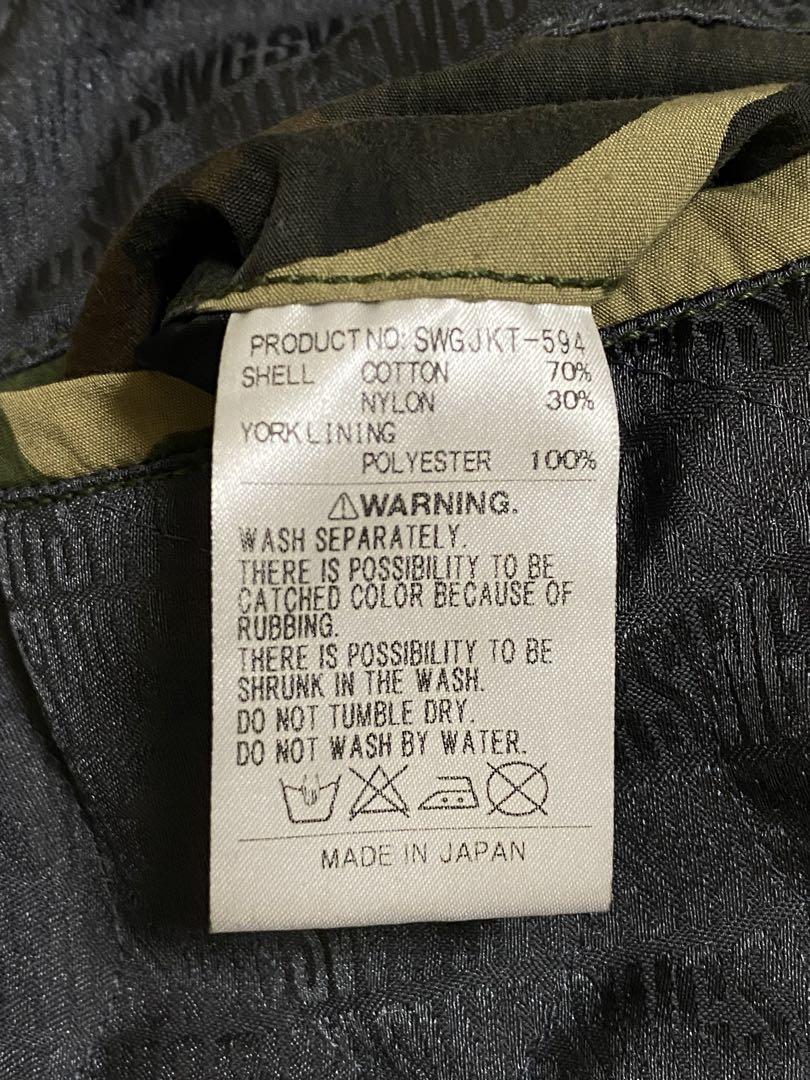 SWGS
PRODUCT NO: SWGJKT-594
SHELL COTTON 70%
NYLON 30%
YORK LINING
POLYESTER 100%
WARNING.
WASH SEPARATELY.
THERE IS POSSIBILITY TO BE
CATCHED COLOR BECAUSE OF
RUBBING.
THERE IS POSSIBILITY TO BE
SHRUNK IN THE WASH.
DO NOT TUMBLE DRY.
DO NOT WASH BY WATER.
MADE IN JAPAN